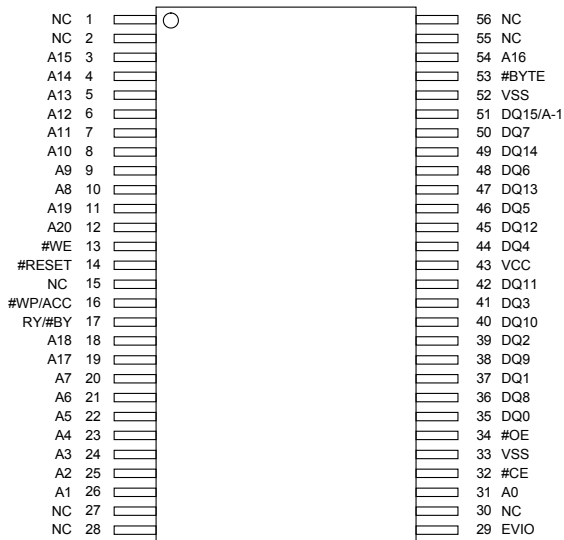 NC 1 56 NC
NC 2 55 NC
A15 3 54 A16
A14 4 53 #BYTE
A13 5 52 VSS
A12 6 51 DQ15/A-1
A11 7 50 DQ7
A10 8 49 DQ14
A9 9 48 DQ6
A8 10 47 DQ13
A19 11 46 DQ5
A20 12 45 DQ12
#WE 13 44 DQ4
#RESET 14 43 VCC
NC 15 42 DQ11
#WP/ACC 16 41 DQ3
RY/#BY 17 40 DQ10
A18 18 39 DQ2
A17 19 38 DQ9
A7 20 37 DQ1
A6 21 36 DQ8
A5 22 35 DQ0
A4 23 34 #OE
A3 24 33 VSS
A2 25 32 #CE
A1 26 31 A0
NC 27 30 NC
NC 28 29 EVIO